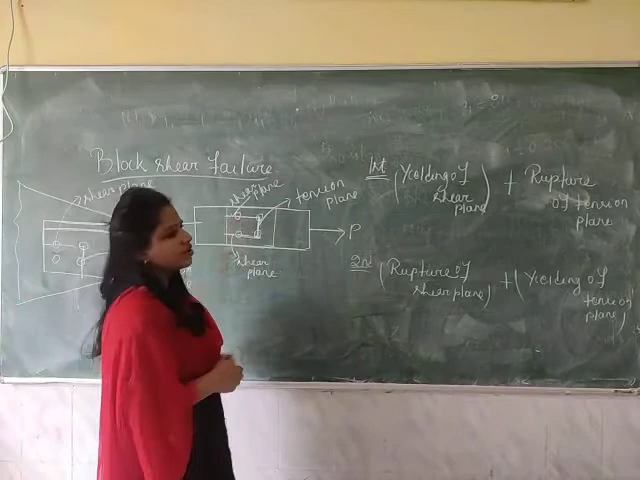 Block shear failure
shear plane
shear
plane
tension
plane
P
shear
plane
1st (Yielding of
shear
plane) + Rupture
of tension
plane
2nd (Rupture of
shear plane) + (Yielding of
tension
plane)